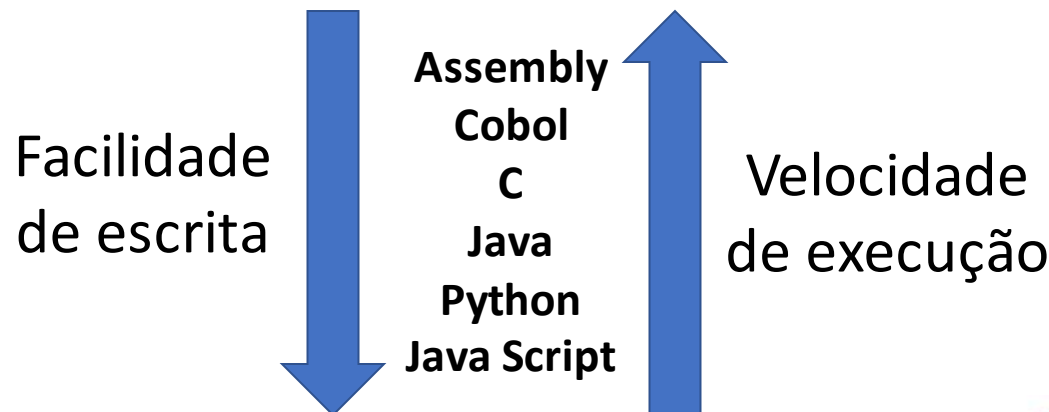 Facilidade
de escrita
Assembly
Cobol
C
Java
Python
Java Script
Velocidade
de execução